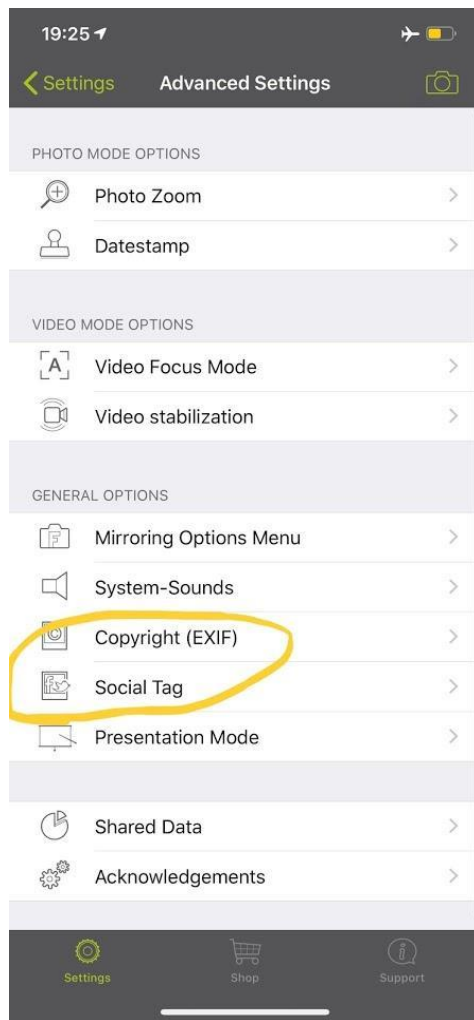 19:25
Settings Advanced Settings
PHOTO MODE OPTIONS
Photo Zoom
Datestamp
VIDEO MODE OPTIONS
Video Focus Mode
Video stabilization
GENERAL OPTIONS
Mirroring Options Menu
System-Sounds
Copyright (EXIF)
Social Tag
Presentation Mode
Shared Data
Acknowledgements
Settings Shop Support